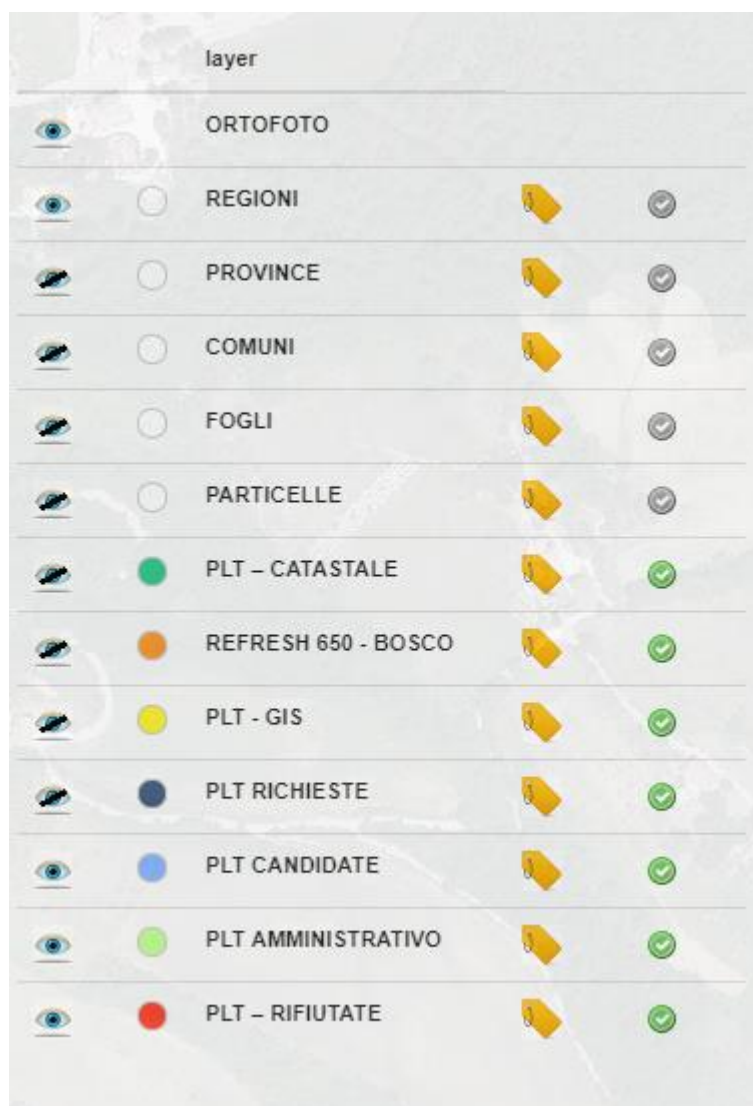 layer
ORTOFOTO
REGIONI
PROVINCE
COMUNI
FOGLI
PARTICELLE
PLT – CATASTALE
REFRESH 650 - BOSCO
PLT - GIS
PLT RICHIESTE
PLT CANDIDATE
PLT AMMINISTRATIVO
PLT – RIFIUTATE